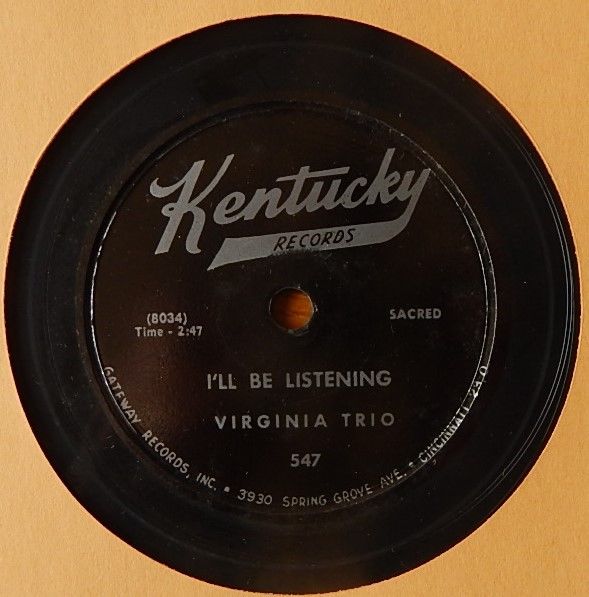 Kentucky
RECORDS
(8034)
Time - 2:47
SACRED
I'LL BE LISTENING
VIRGINIA TRIO
547
GATEWAY RECORDS, INC. • 3930 SPRING GROVE AVE. • CINCINNATI 23, O.